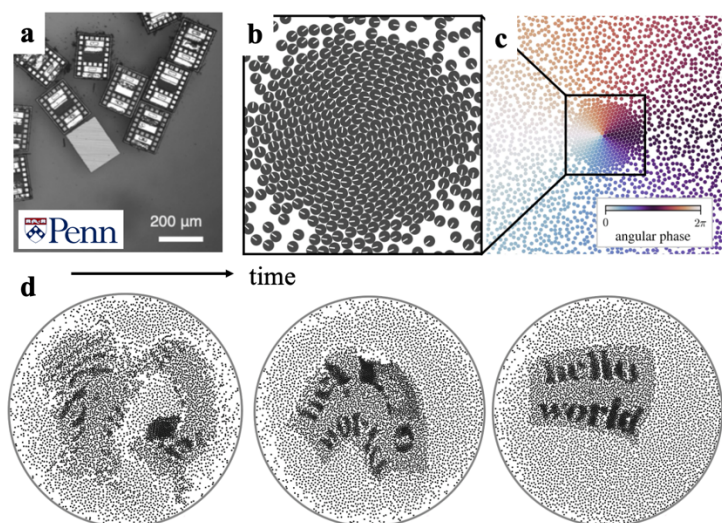 a
Penn
200 μm
b
c
0
2π
angular phase
time
d
hello
world